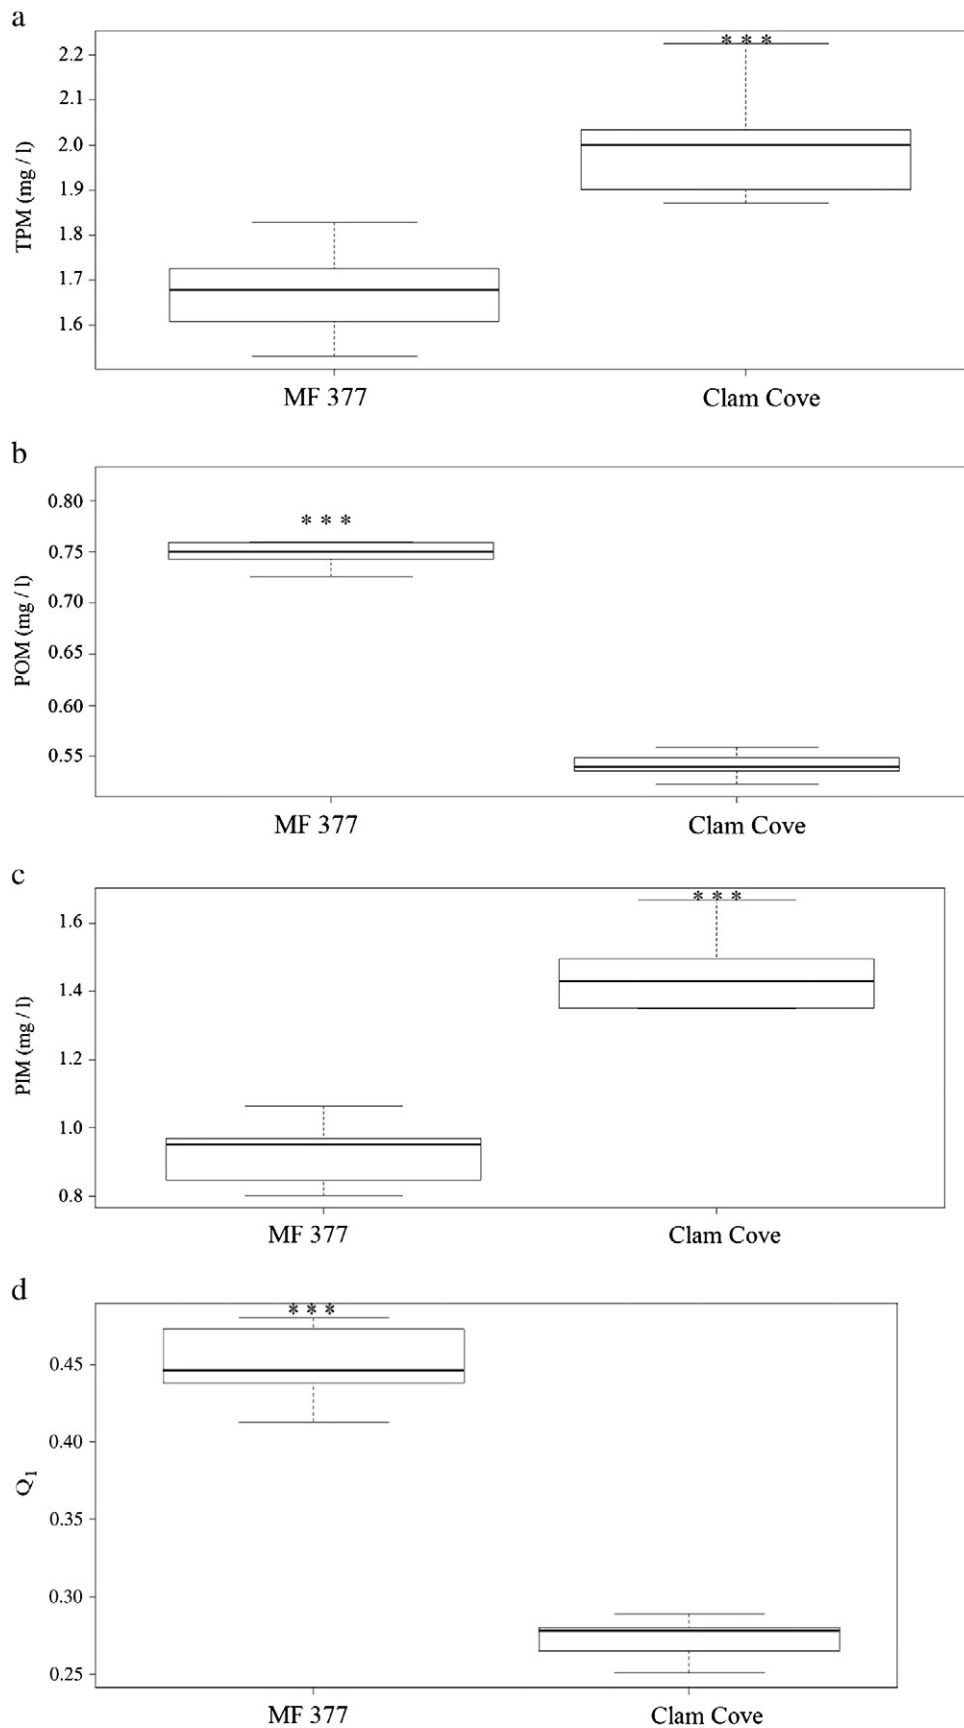 a
TPM (mg / l)
2.2
2.1
2.0
1.9
1.8
1.7
1.6
* * *
MF 377
Clam Cove
b
POM (mg / l)
0.80
0.75
0.70
0.65
0.60
0.55
* * *
MF 377
Clam Cove
c
PIM (mg / l)
1.6
1.4
1.2
1.0
0.8
* * *
MF 377
Clam Cove
d
Q1
0.45
0.40
0.35
0.30
0.25
* * *
MF 377
Clam Cove